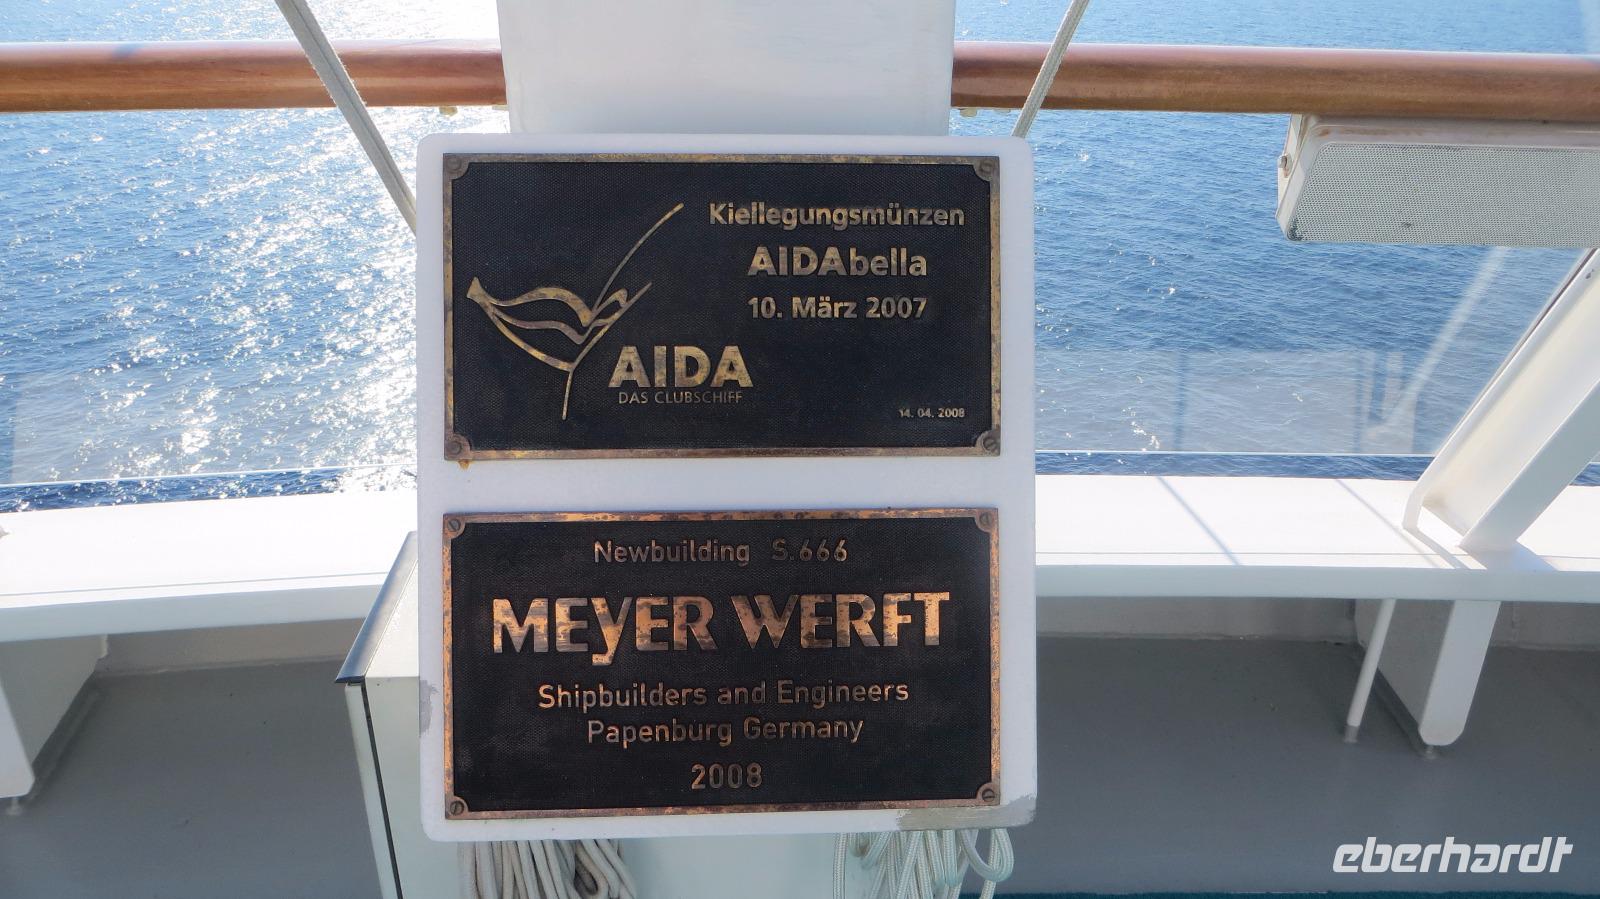 Kiellegungsmünzen
AIDAbella
10. März 2007
AIDA
DAS CLUBSCHIFF
14. 04. 2008
Newbuilding S.666
MEYER WERFT
Shipbuilders and Engineers
Papenburg Germany
2008
eberhardt